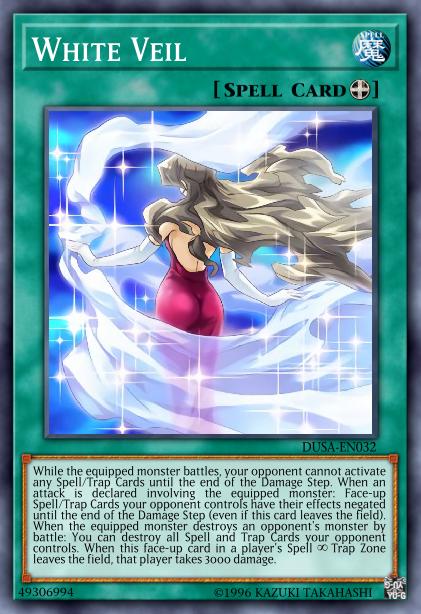 WHITE VEIL
SPELL
魔
[SPELL CARD]
DUSA-EN032
While the equipped monster battles, your opponent cannot activate
any Spell/Trap Cards until the end of the Damage Step. When an
attack is declared involving the equipped monster: Face-up
Spell/Trap Cards your opponent controls have their effects negated
until the end of the Damage Step (even if this card leaves the field).
When the equipped monster destroys an opponent's monster by
battle: You can destroy all Spell and Trap Cards your opponent
controls. When this face-up card in a player's Spell ∞ Trap Zone
leaves the field, that player takes 3000 damage.
49306994
©1996 KAZUKI TAKAHASHI